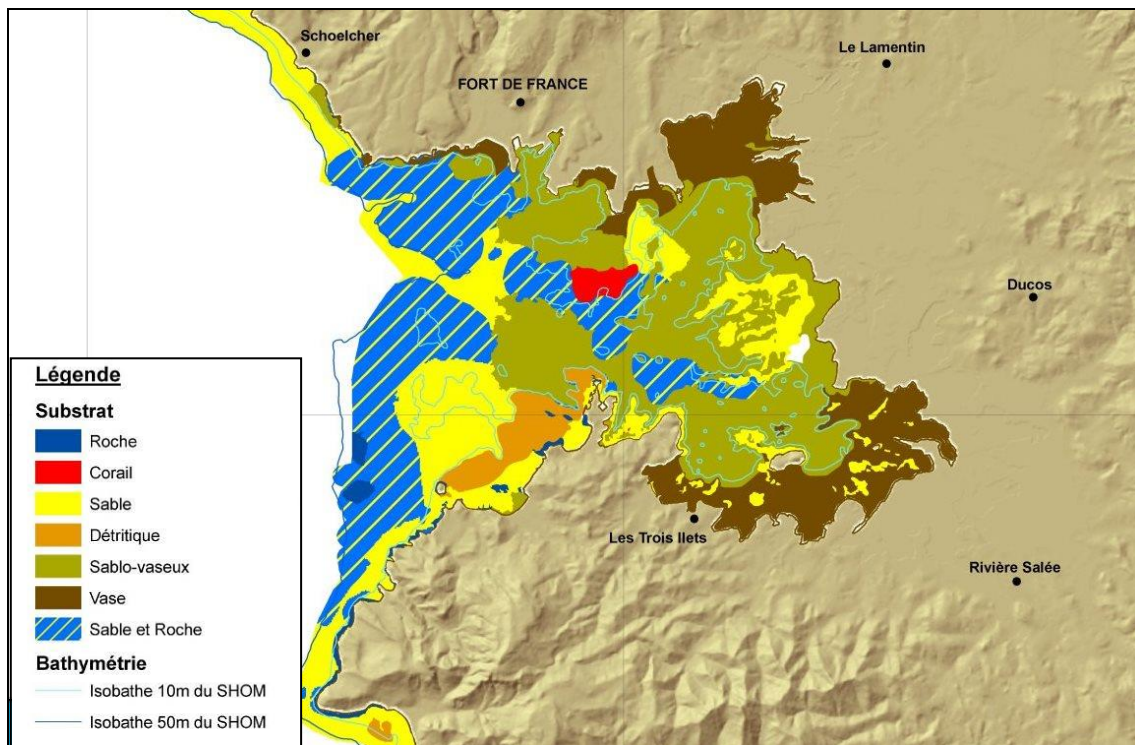 Schoelcher
Le Lamentin
FORT DE FRANCE
Ducos
Les Trois Ilets
Rivière Salée
Légende
Substrat
Roche
Corail
Sable
Détritique
Sablo-vaseux
Vase
Sable et Roche
Bathymétrie
Isobathe 10m du SHOM
Isobathe 50m du SHOM